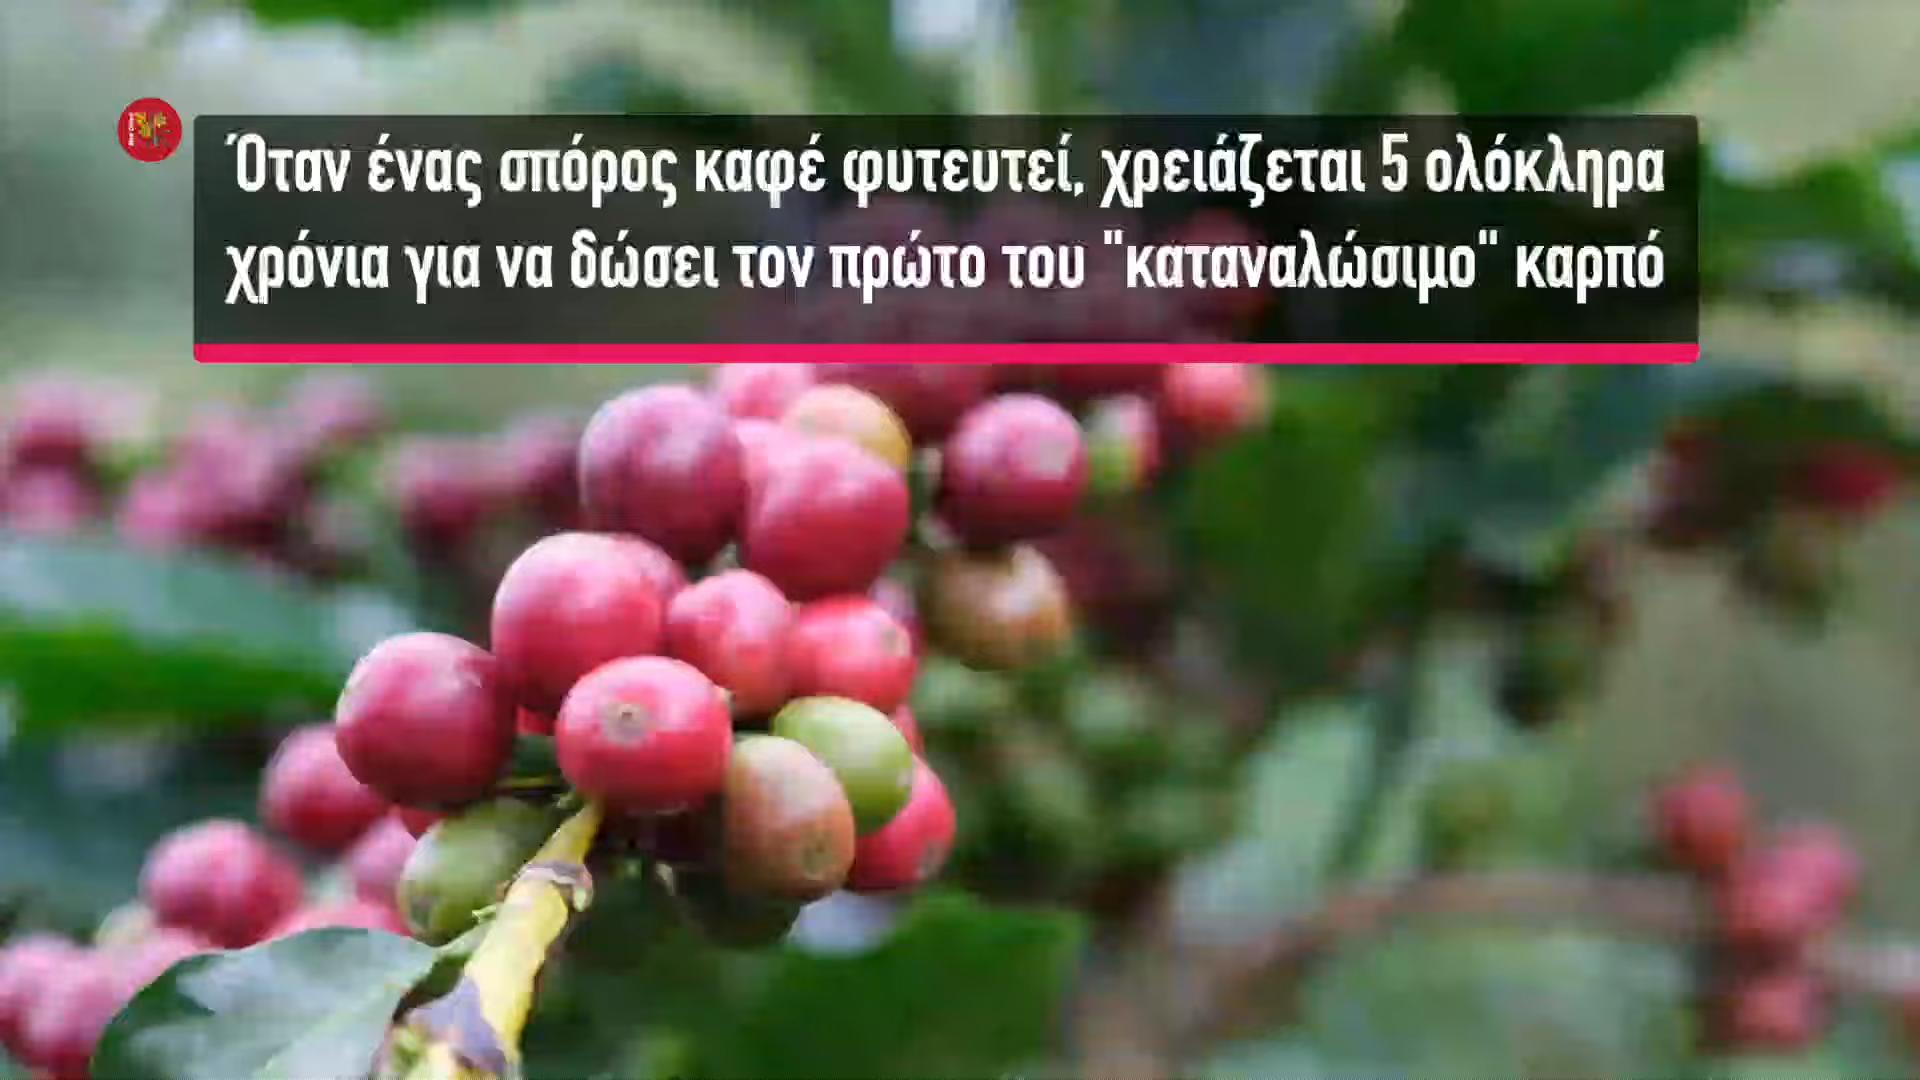 Όταν ένας σπόρος καφέ φυτευτεί, χρειάζεται 5 ολόκληρα
χρόνια για να δώσει τον πρώτο του "καταναλώσιμο" καρπό